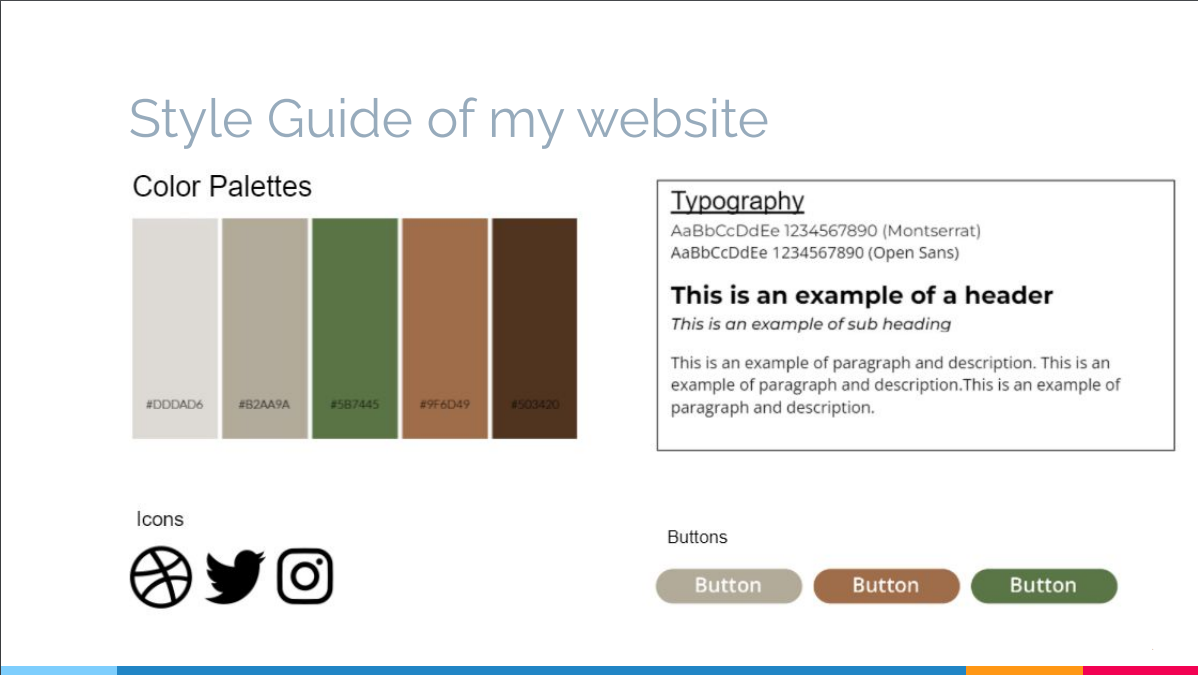 Style Guide of my website
Color Palettes
#DDDAD6 #B2AA9A #5B7445 #9F6D49 #503420
Typography
AaBbCcDdEe 1234567890 (Montserrat)
AaBbCcDdEe 1234567890 (Open Sans)
This is an example of a header
This is an example of sub heading
This is an example of paragraph and description. This is an
example of paragraph and description.This is an example of
paragraph and description.
Icons
Buttons
Button Button Button